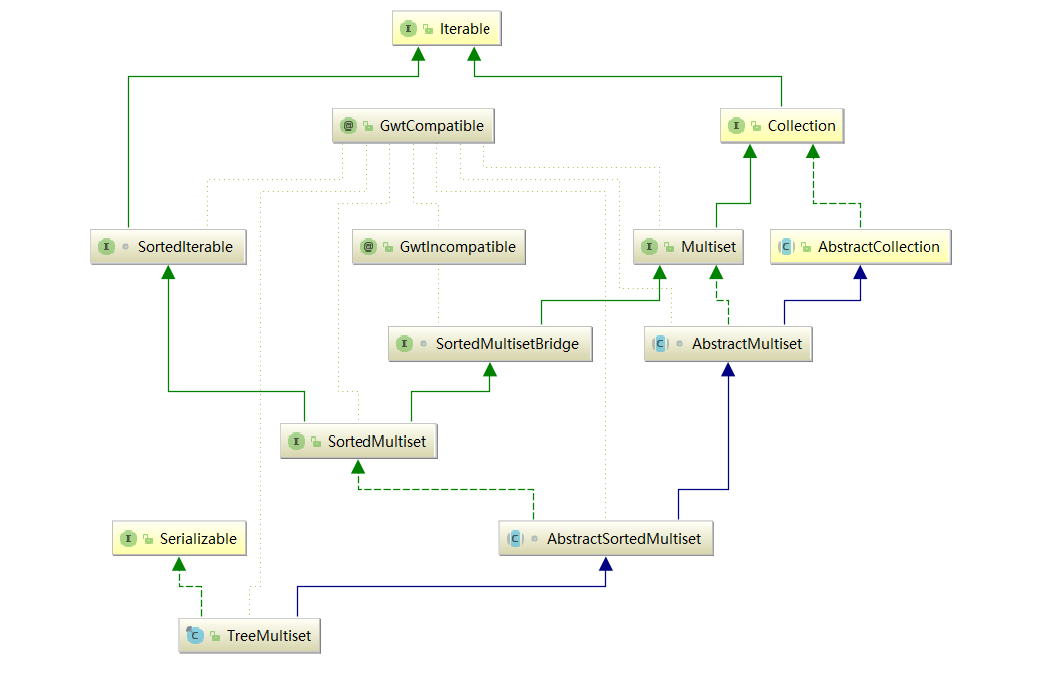 Iterable
GwtCompatible
Collection
SortedIterable
GwtIncompatible
Multiset
AbstractCollection
SortedMultisetBridge
AbstractMultiset
SortedMultiset
Serializable
AbstractSortedMultiset
TreeMultiset